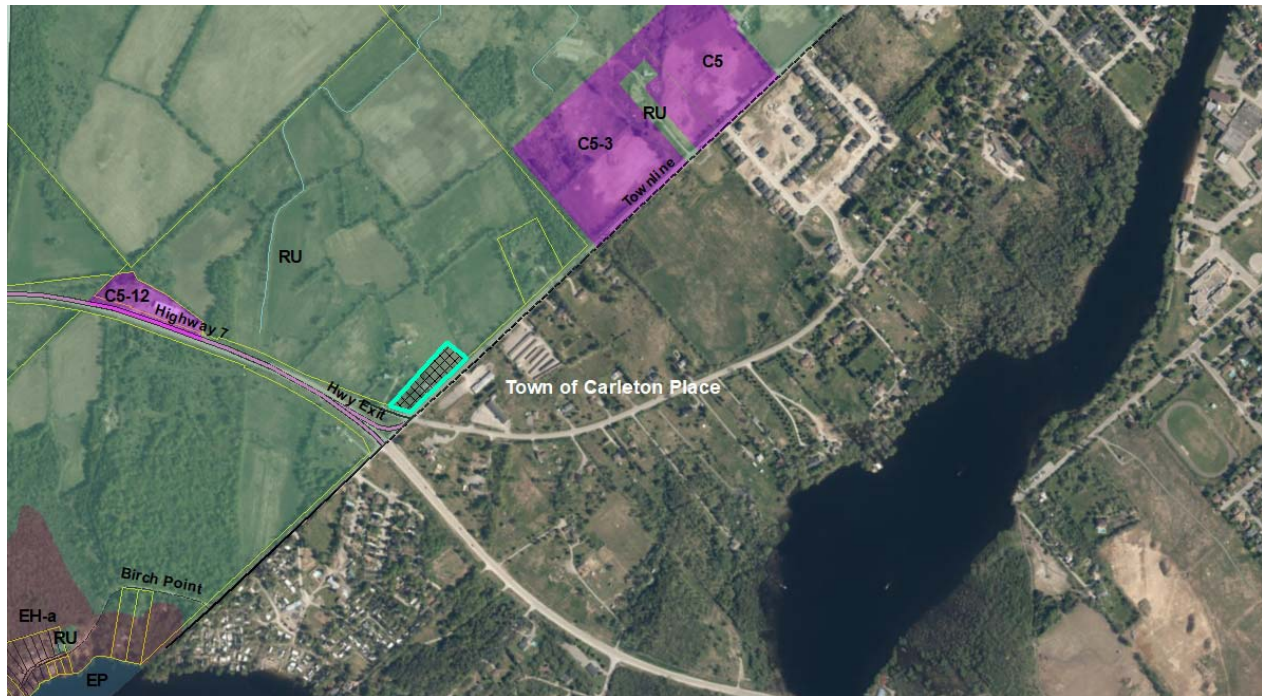 C5
RU
C5-3
Townline
RU
C5-12
Highway 7
Hwy Exit
Town of Carleton Place
Birch Point
EH-a
RU
EP